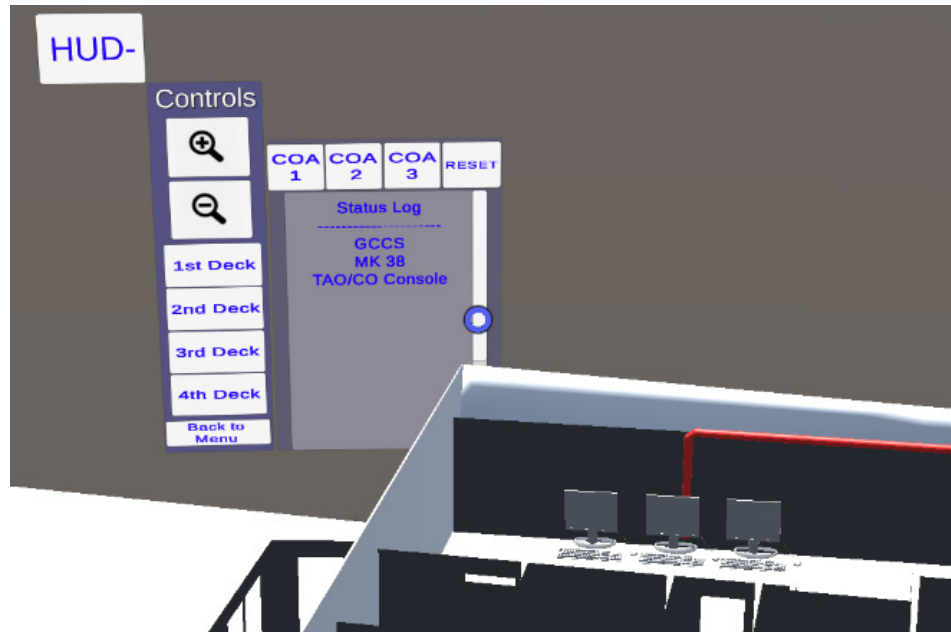 HUD-
Controls
COA
1
COA
2
COA
3
RESET
Status Log
--------------------
GCCS
MK 38
TAO/CO Console
1st Deck
2nd Deck
3rd Deck
4th Deck
Back to
Menu